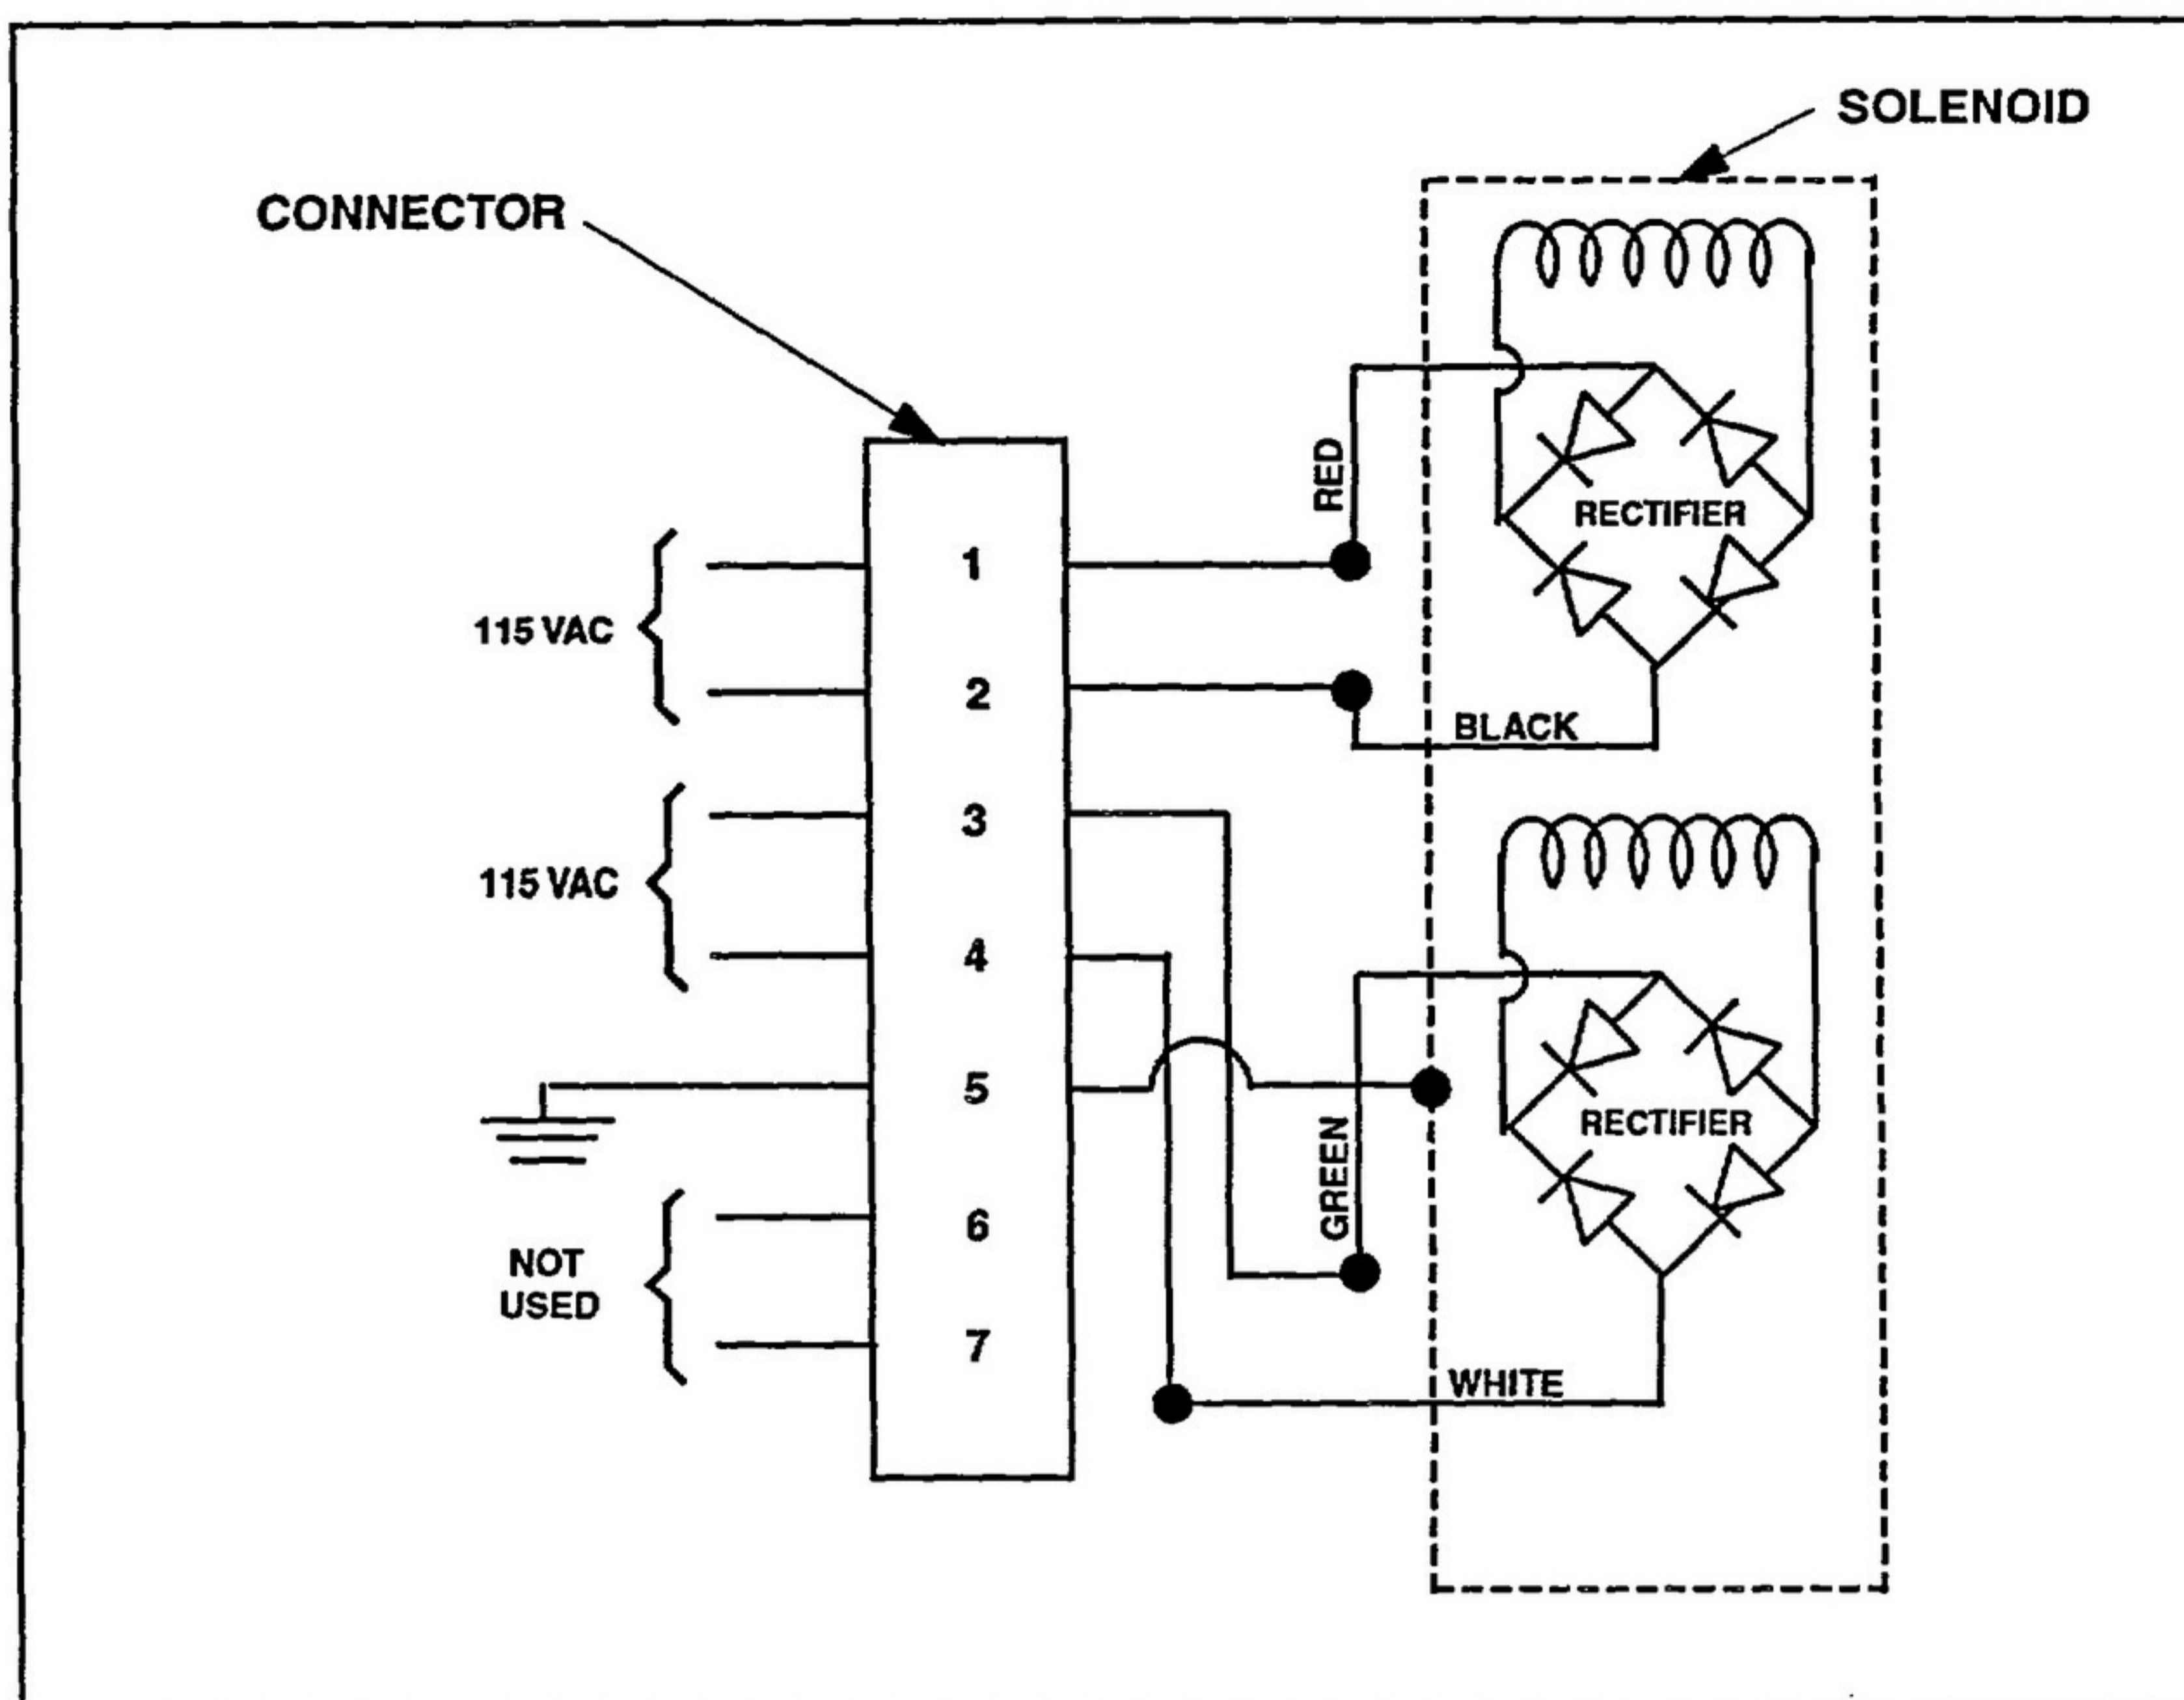 SOLENOID
CONNECTOR
RED
RECTIFIER
1
115 VAC
2
BLACK
3
115 VAC
4
5
GREEN
RECTIFIER
6
NOT
USED
7
WHITE